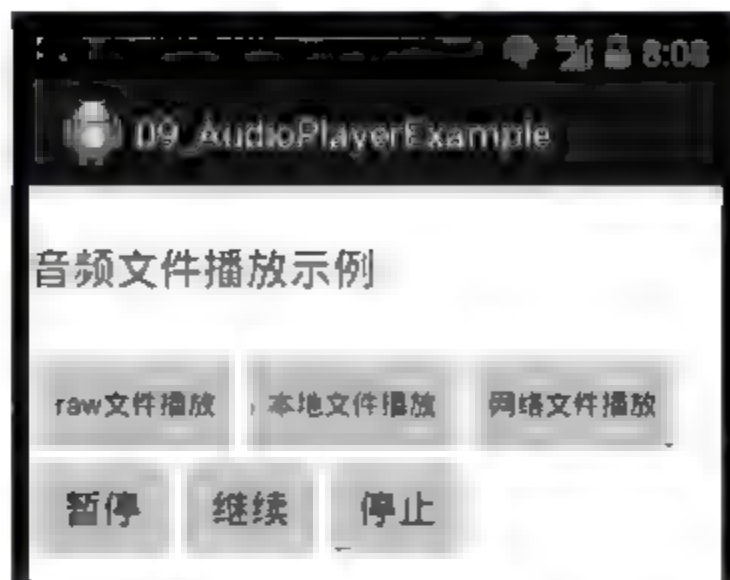 8:08
09_AudioPlayerExample
音频文件播放示例
raw文件播放 本地文件播放 网络文件播放
暂停 继续 停止